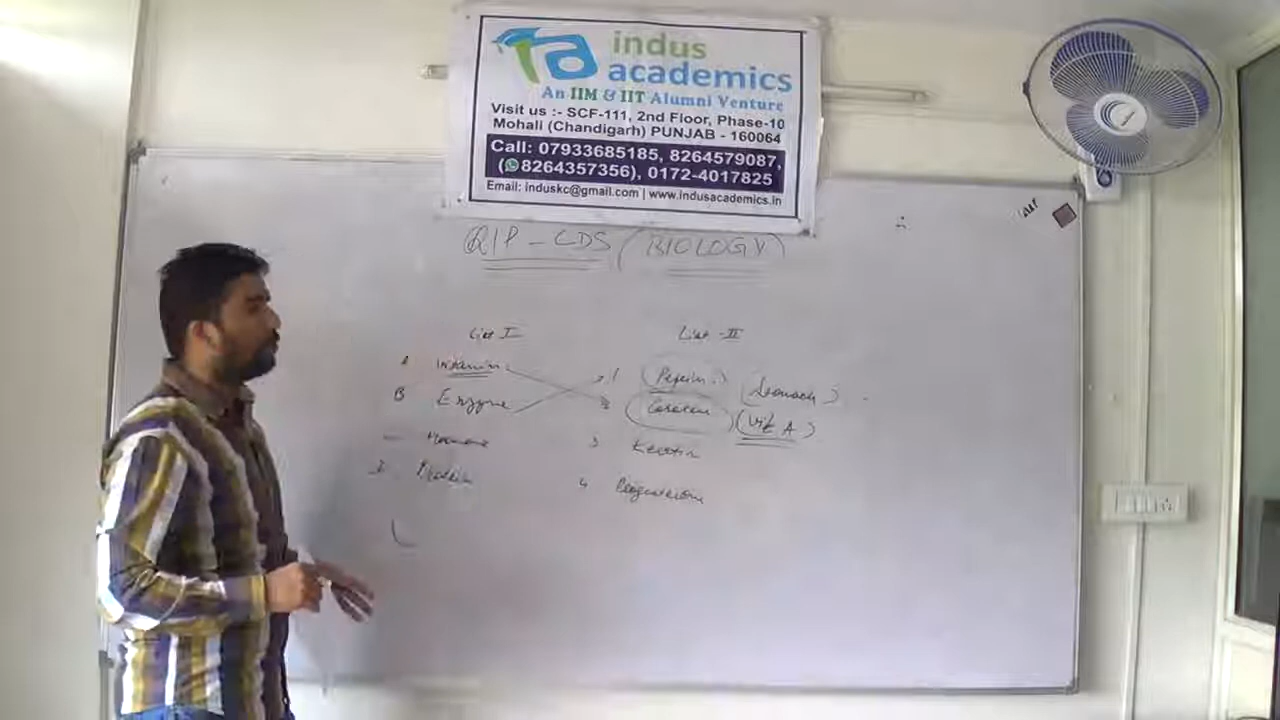 indus
academics
An IIM & IIT Alumni Venture
Visit us :- SCF-111, 2nd Floor, Phase-10
Mohali (Chandigarh) PUNJAB - 160064
Call: 07933685185, 8264579087,
(8264357356), 0172-4017825
Email: induskc@gmail.com | www.indusacademics.in
QIP - CDS (BIOLOGY)
List I List - II
A Vitamin 1 Pepsin (Stomach)
B Enzyme 2 (Vit A)
Hormone 3 Keratin
Protein 4